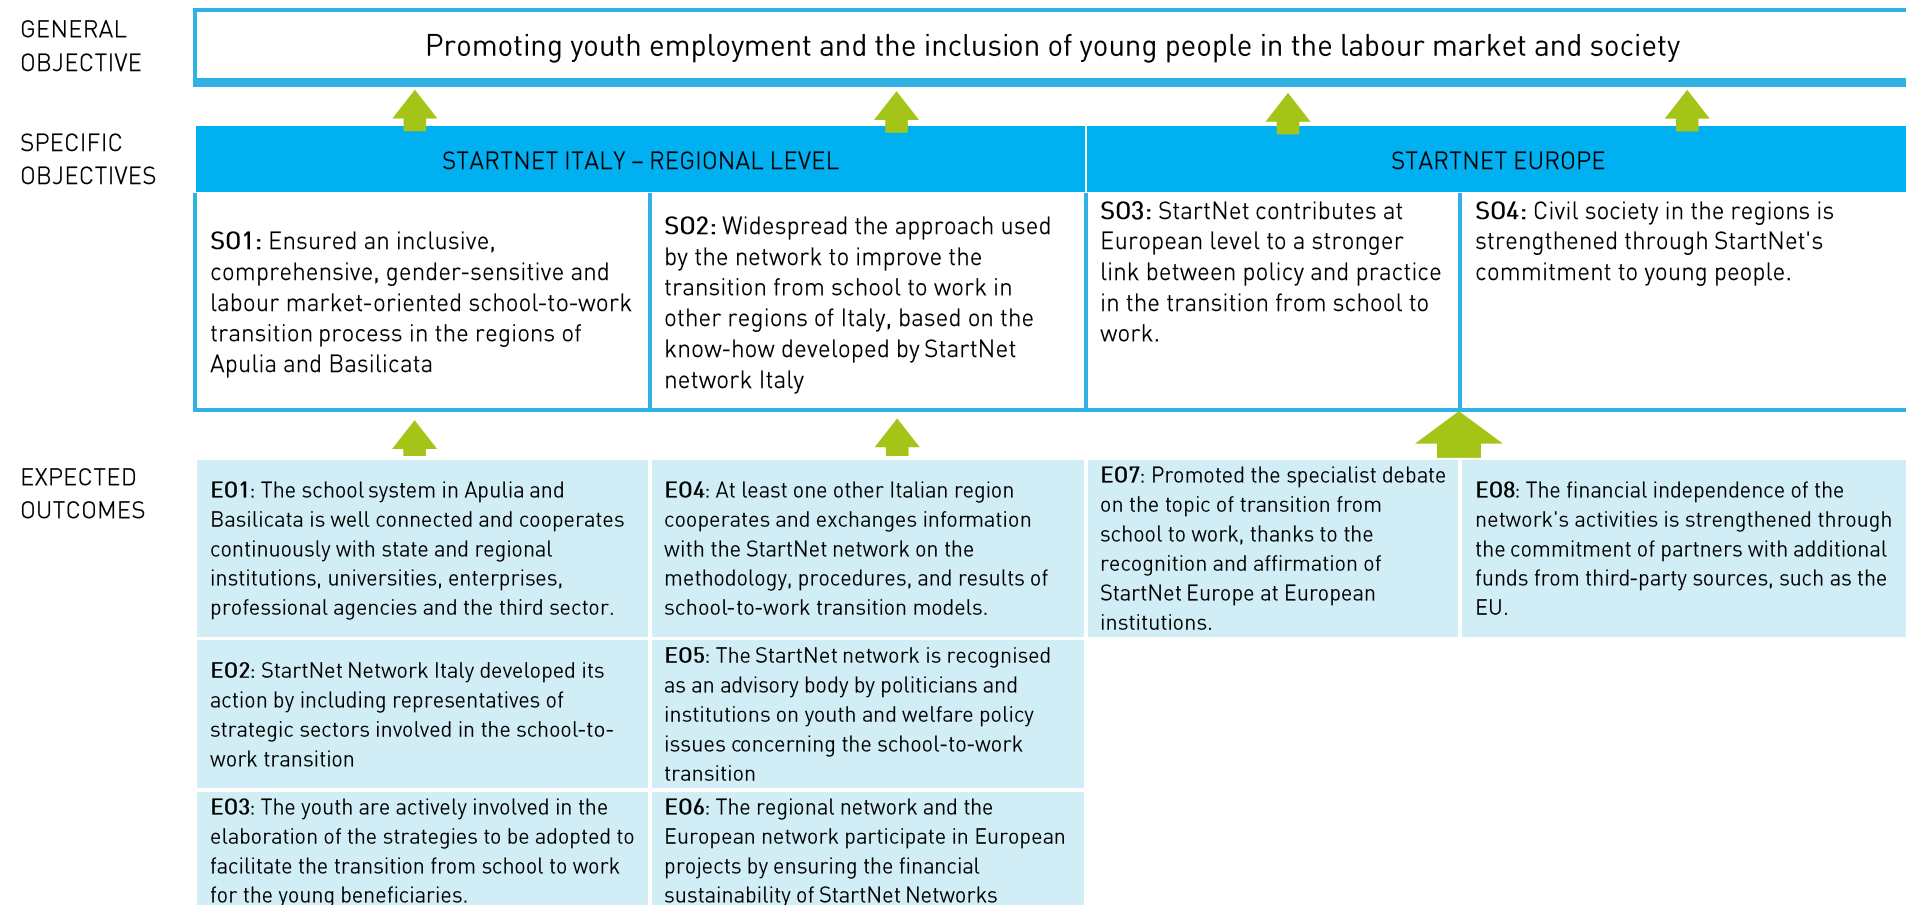 GENERAL
OBJECTIVE
Promoting youth employment and the inclusion of young people in the labour market and society
SPECIFIC
OBJECTIVES
STARTNET ITALY – REGIONAL LEVEL
STARTNET EUROPE
SO1: Ensured an inclusive,
comprehensive, gender-sensitive and
labour market-oriented school-to-work
transition process in the regions of
Apulia and Basilicata
SO2: Widespread the approach used
by the network to improve the
transition from school to work in
other regions of Italy, based on the
know-how developed by StartNet
network Italy
SO3: StartNet contributes at
European level to a stronger
link between policy and practice
in the transition from school to
work.
SO4: Civil society in the regions is
strengthened through StartNet's
commitment to young people.
EXPECTED
OUTCOMES
EO1: The school system in Apulia and
Basilicata is well connected and cooperates
continuously with state and regional
institutions, universities, enterprises,
professional agencies and the third sector.
EO4: At least one other Italian region
cooperates and exchanges information
with the StartNet network on the
methodology, procedures, and results of
school-to-work transition models.
EO7: Promoted the specialist debate
on the topic of transition from
school to work, thanks to the
recognition and affirmation of
StartNet Europe at European
institutions.
EO8: The financial independence of the
network's activities is strengthened through
the commitment of partners with additional
funds from third-party sources, such as the
EU.
EO2: StartNet Network Italy developed its
action by including representatives of
strategic sectors involved in the school-to-
work transition
EO5: The StartNet network is recognised
as an advisory body by politicians and
institutions on youth and welfare policy
issues concerning the school-to-work
transition
EO3: The youth are actively involved in the
elaboration of the strategies to be adopted to
facilitate the transition from school to work
for the young beneficiaries.
EO6: The regional network and the
European network participate in European
projects by ensuring the financial
sustainability of StartNet Networks